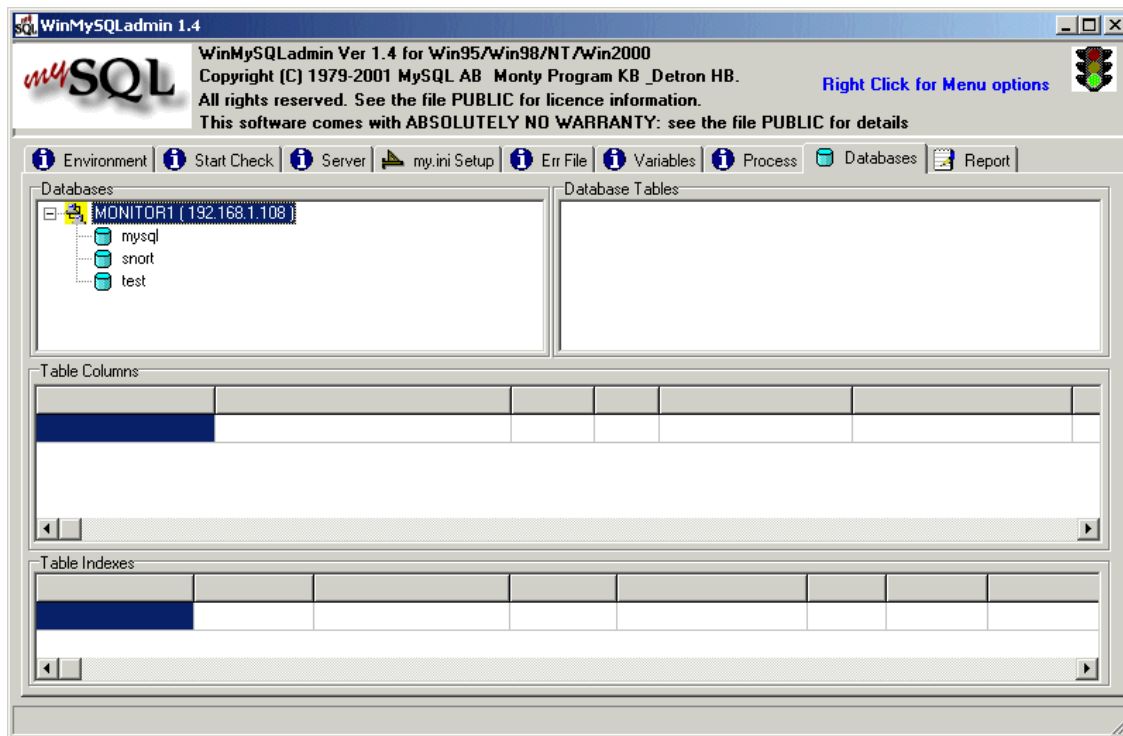 WinMySQLadmin 1.4
mySQL
WinMySQLadmin Ver 1.4 for Win95/Win98/NT/Win2000
Copyright (C) 1979-2001 MySQL AB  Monty Program KB _Detron HB.
All rights reserved. See the file PUBLIC for licence information.
This software comes with ABSOLUTELY NO WARRANTY: see the file PUBLIC for details
Right Click for Menu options
Environment Start Check Server my.ini Setup Err File Variables Process Databases Report
Databases
MONITOR1 ( 192.168.1.108 )
mysql
snort
test
Database Tables
Table Columns
Table Indexes